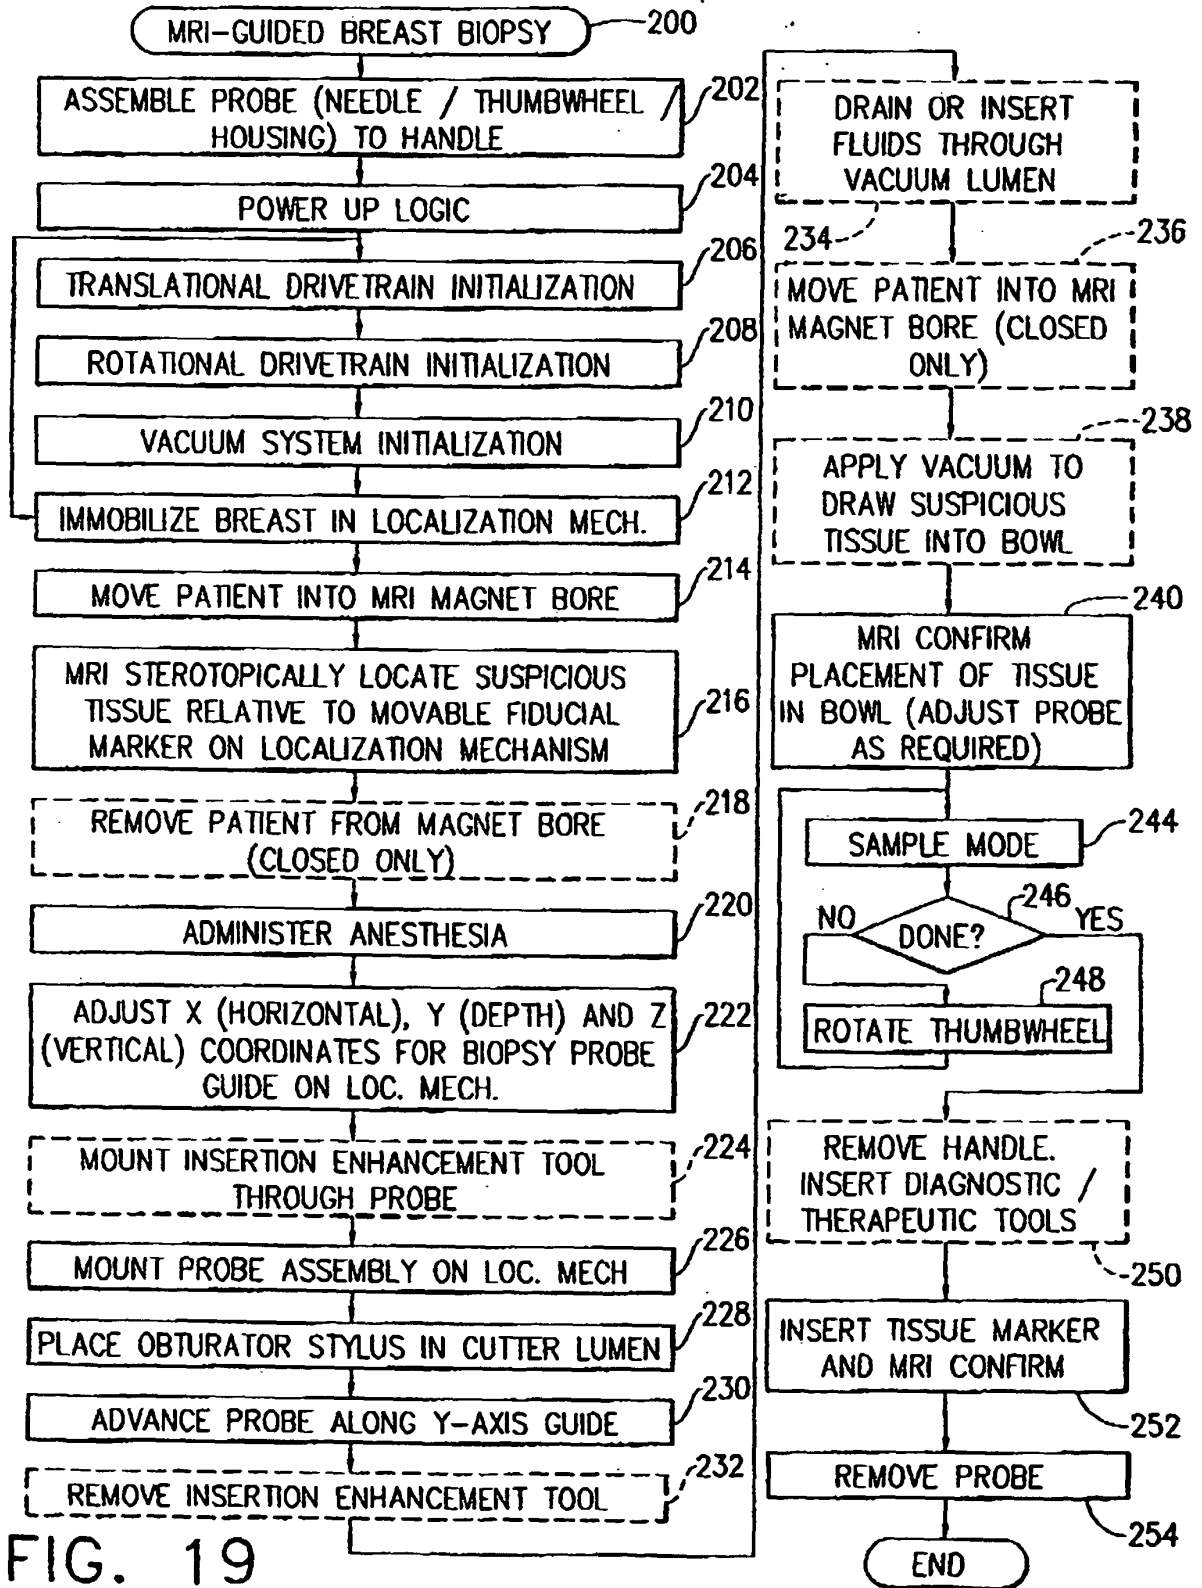 MRI-GUIDED BREAST BIOPSY
200
ASSEMBLE PROBE (NEEDLE / THUMBWHEEL /
HOUSING) TO HANDLE
202
POWER UP LOGIC
204
TRANSLATIONAL DRIVETRAIN INITIALIZATION
206
ROTATIONAL DRIVETRAIN INITIALIZATION
208
VACUUM SYSTEM INITIALIZATION
210
IMMOBILIZE BREAST IN LOCALIZATION MECH.
212
MOVE PATIENT INTO MRI MAGNET BORE
214
MRI STEROTOPICALLY LOCATE SUSPICIOUS
TISSUE RELATIVE TO MOVABLE FIDUCIAL
MARKER ON LOCALIZATION MECHANISM
216
REMOVE PATIENT FROM MAGNET BORE
(CLOSED ONLY)
218
ADMINISTER ANESTHESIA
220
ADJUST X (HORIZONTAL), Y (DEPTH) AND Z
(VERTICAL) COORDINATES FOR BIOPSY PROBE
GUIDE ON LOC. MECH.
222
MOUNT INSERTION ENHANCEMENT TOOL
THROUGH PROBE
224
MOUNT PROBE ASSEMBLY ON LOC. MECH
226
PLACE OBTURATOR STYLUS IN CUTTER LUMEN
228
ADVANCE PROBE ALONG Y-AXIS GUIDE
230
REMOVE INSERTION ENHANCEMENT TOOL
232
DRAIN OR INSERT
FLUIDS THROUGH
VACUUM LUMEN
234
MOVE PATIENT INTO MRI
MAGNET BORE (CLOSED
ONLY)
236
APPLY VACUUM TO
DRAW SUSPICIOUS
TISSUE INTO BOWL
238
MRI CONFIRM
PLACEMENT OF TISSUE
IN BOWL (ADJUST PROBE
AS REQUIRED)
240
SAMPLE MODE
244
DONE?
246
NO
YES
ROTATE THUMBWHEEL
248
REMOVE HANDLE.
INSERT DIAGNOSTIC /
THERAPEUTIC TOOLS
250
INSERT TISSUE MARKER
AND MRI CONFIRM
252
REMOVE PROBE
254
END
FIG. 19